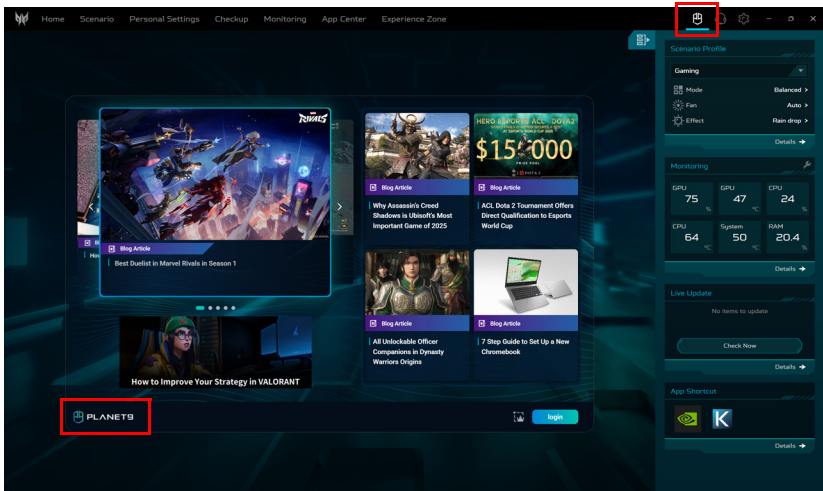 Home Scenario Personal Settings Checkup Monitoring App Center Experience Zone
RIVALS
Blog Article
Best Duelist in Marvel Rivals in Season 1
How to Improve Your Strategy in VALORANT
Blog Article
Why Assassin's Creed
Shadows is Ubisoft's Most
Important Game of 2025
HERO ESPORTS ACL DOTA2
PRIZE POOL
DOTA 2
Blog Article
ACL Dota 2 Tournament Offers
Direct Qualification to Esports
World Cup
Blog Article
All Unlockable Officer
Companions in Dynasty
Warriors Origins
Blog Article
7 Step Guide to Set Up a New
Chromebook
PLANET9
login
Scenario Profile
Gaming
Mode Balanced >
Fan Auto >
Effect Rain drop >
Details
Monitoring
GPU 75 %
GPU 47 °C
CPU 24 %
CPU 64 °C
System 50 °C
RAM 20.4 %
Details
Live Update
No items to update
Check Now
Details
App Shortcut
K
Details